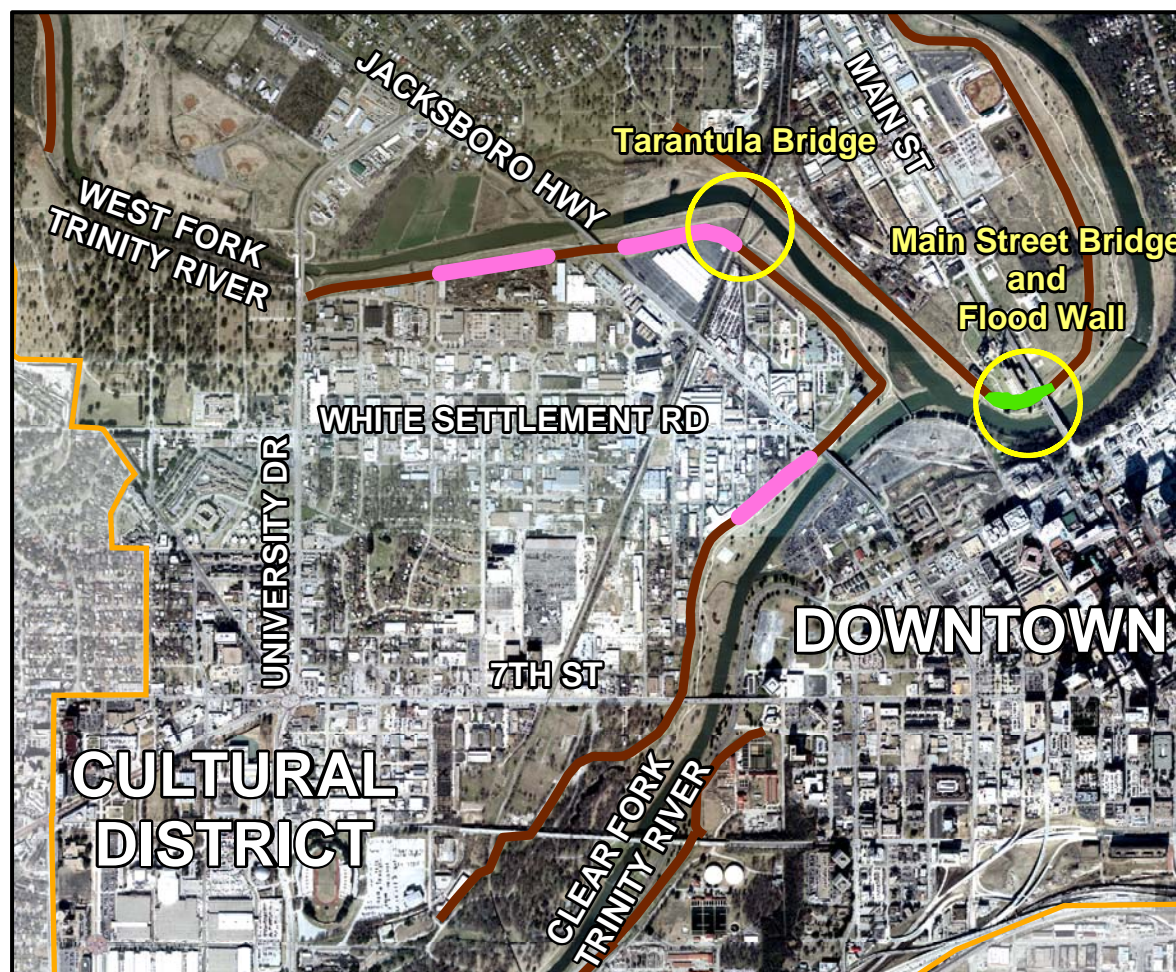 JACKSBORO HWY
MAIN ST
Tarantula Bridge
WEST FORK
TRINITY RIVER
Main Street Bridge
and
Flood Wall
WHITE SETTLEMENT RD
UNIVERSITY DR
DOWNTOWN
7TH ST
CULTURAL
DISTRICT
CLEAR FORK
TRINITY RIVER